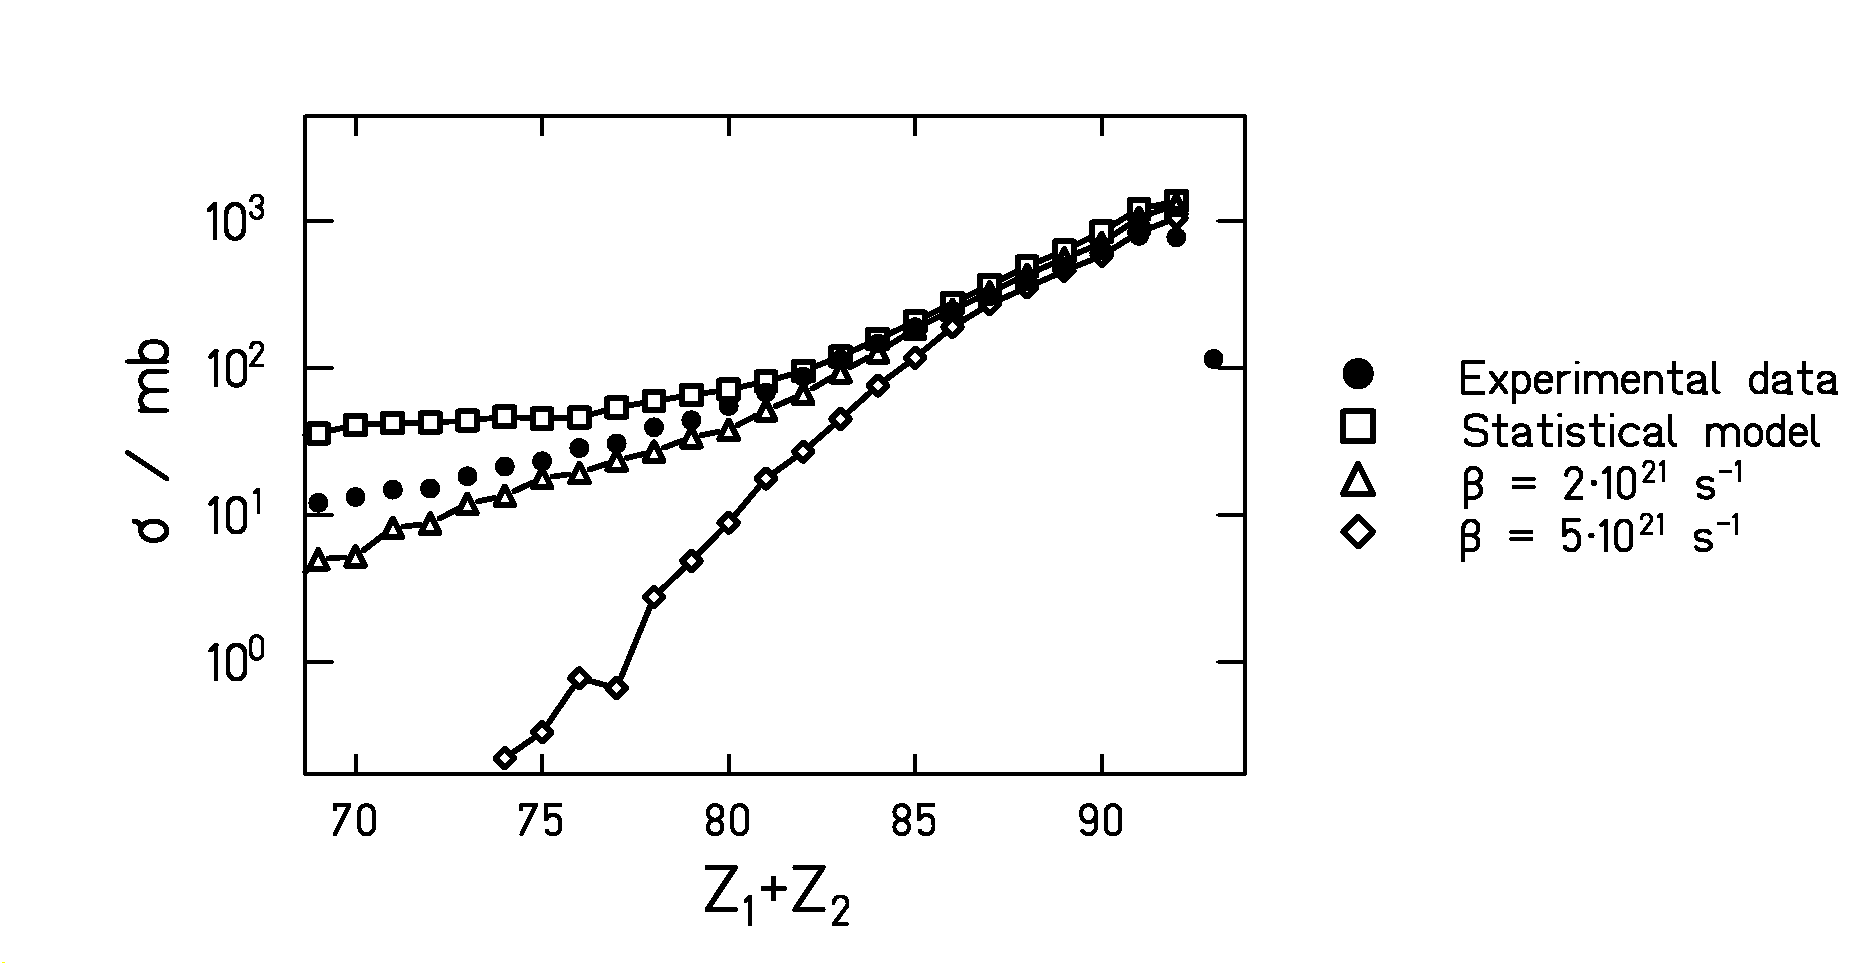 σ / mb
10³
10²
10¹
10⁰
70 75 80 85 90
Z₁+Z₂
Experimental data
Statistical model
β = 2·10²¹ s⁻¹
β = 5·10²¹ s⁻¹